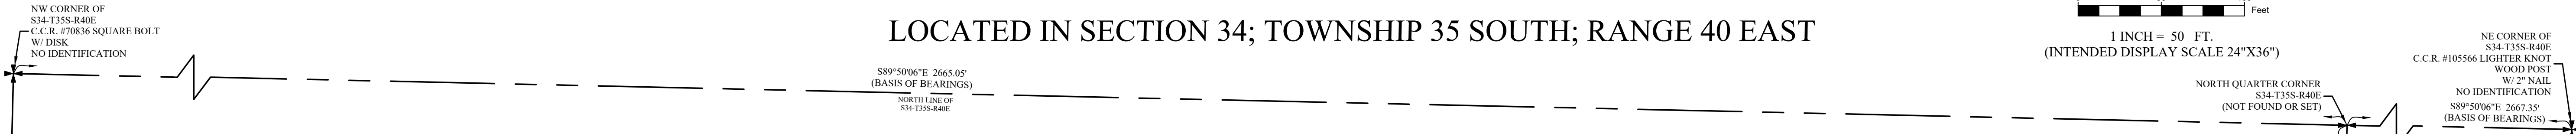 NW CORNER OF
S34-T35S-R40E
C.C.R. #70836 SQUARE BOLT
W/ DISK
NO IDENTIFICATION
LOCATED IN SECTION 34; TOWNSHIP 35 SOUTH; RANGE 40 EAST
S89°50'06"E 2665.05'
(BASIS OF BEARINGS)
NORTH LINE OF
S34-T35S-R40E
Feet
1 INCH = 50 FT.
(INTENDED DISPLAY SCALE 24"X36")
NORTH QUARTER CORNER
S34-T35S-R40E
(NOT FOUND OR SET)
NE CORNER OF
S34-T35S-R40E
C.C.R. #105566 LIGHTER KNOT
WOOD POST
W/ 2" NAIL
NO IDENTIFICATION
S89°50'06"E 2667.35'
(BASIS OF BEARINGS)